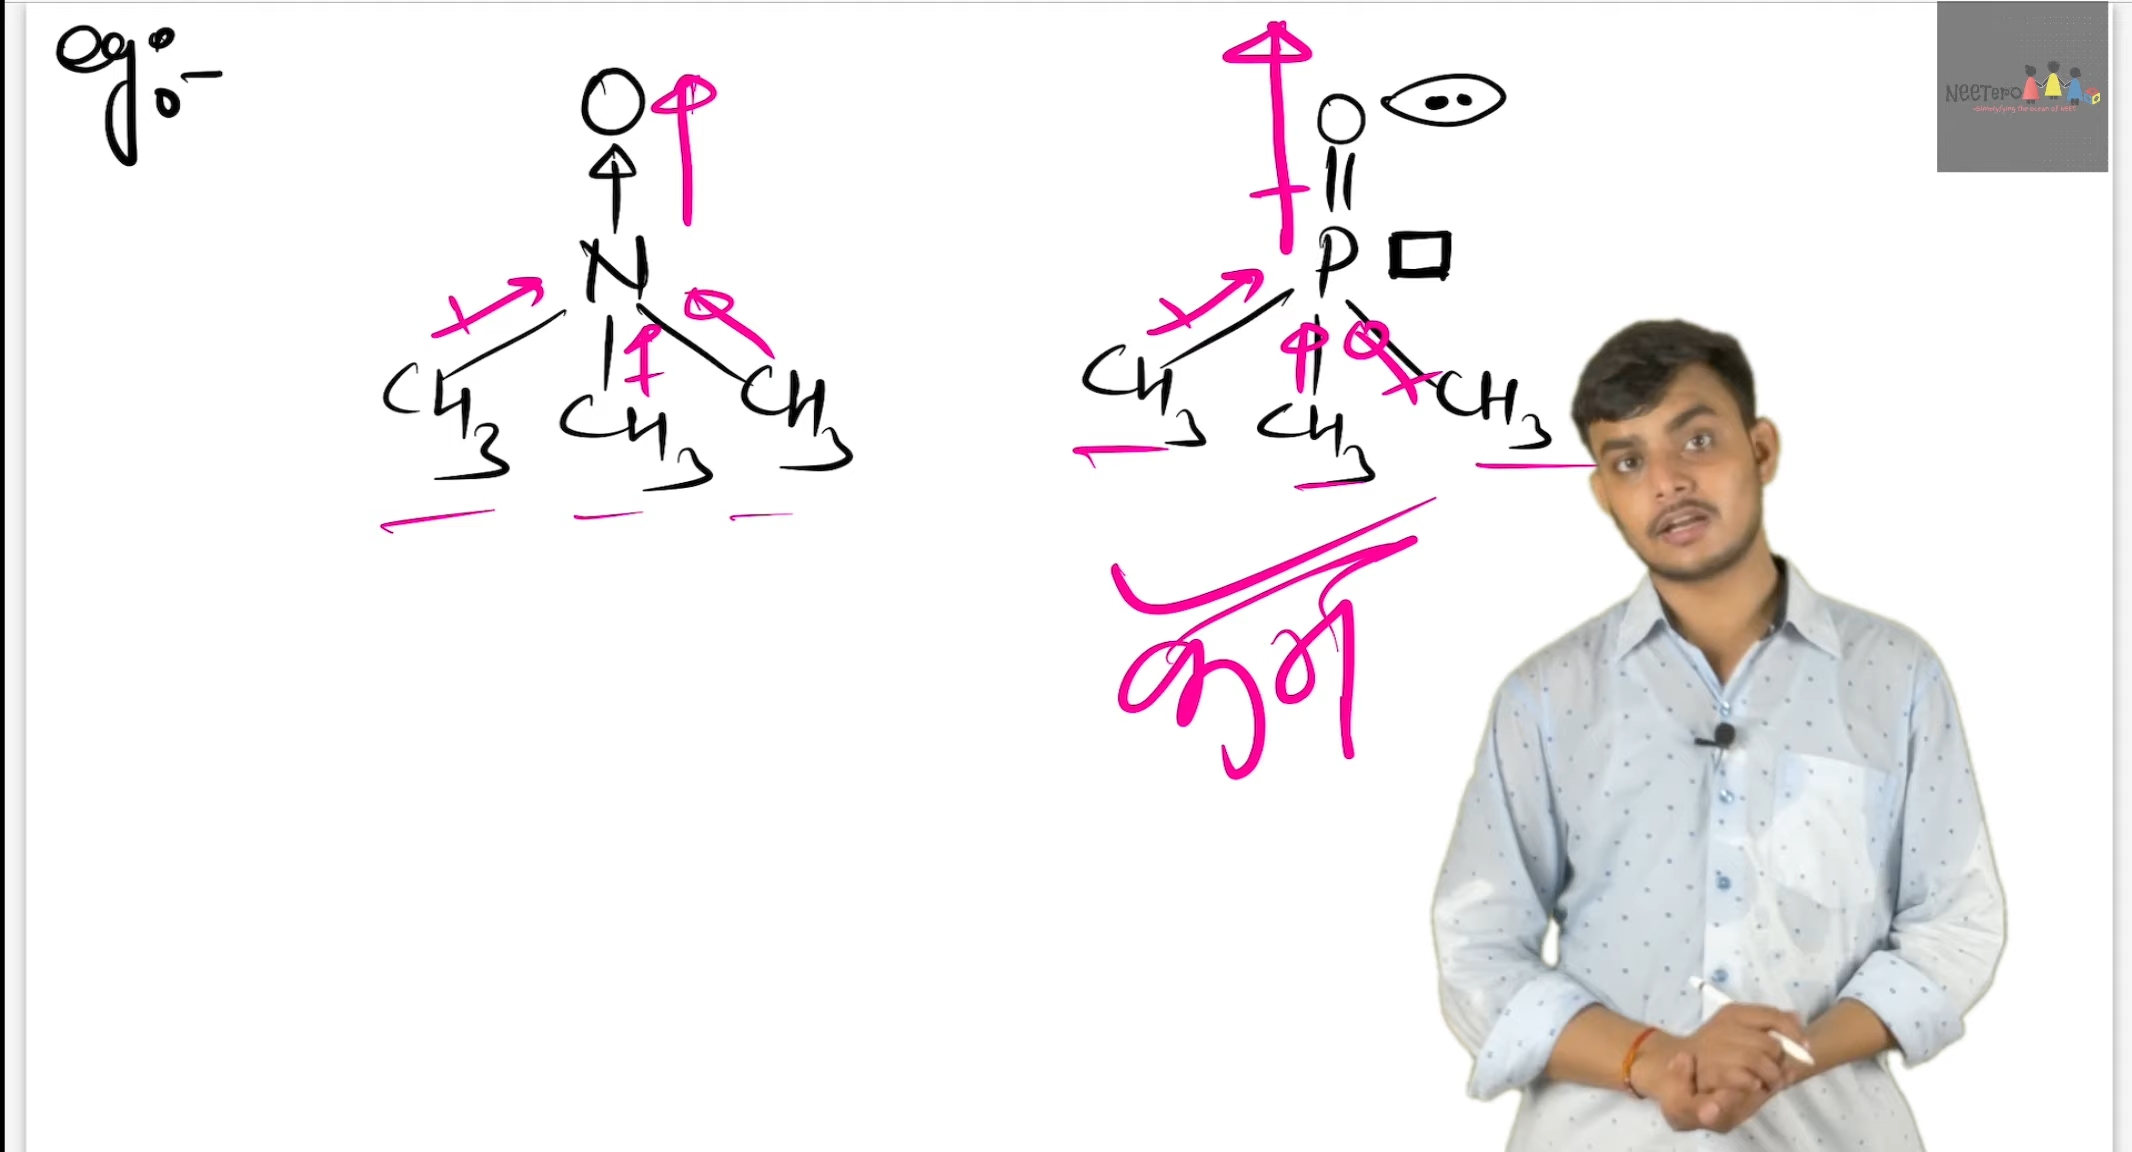 eg:-
O
N
CH3 CH3 CH3
O
P
CH3 CH3 CH3
कम
NEETero